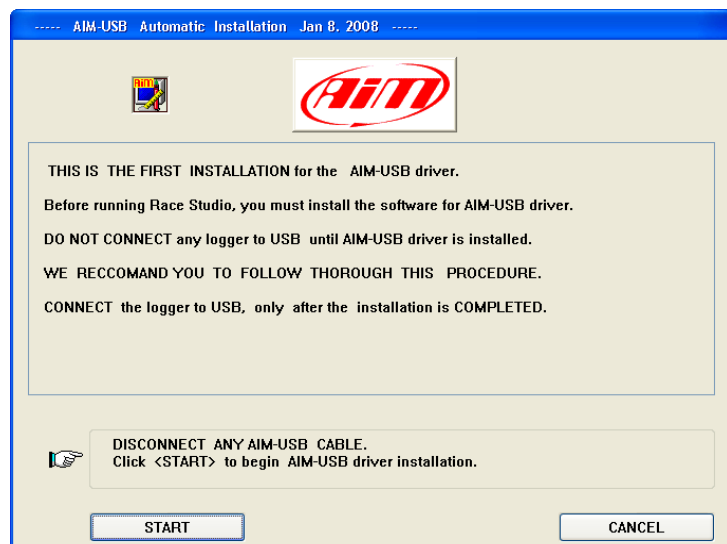 ----- AIM-USB Automatic Installation Jan 8, 2008 -----
AiM
AiM
THIS IS THE FIRST INSTALLATION for the AIM-USB driver.
Before running Race Studio, you must install the software for AIM-USB driver.
DO NOT CONNECT any logger to USB until AIM-USB driver is installed.
WE RECCOMAND YOU TO FOLLOW THOROUGH THIS PROCEDURE.
CONNECT the logger to USB, only after the installation is COMPLETED.
DISCONNECT ANY AIM-USB CABLE.
Click <START> to begin AIM-USB driver installation.
START
CANCEL